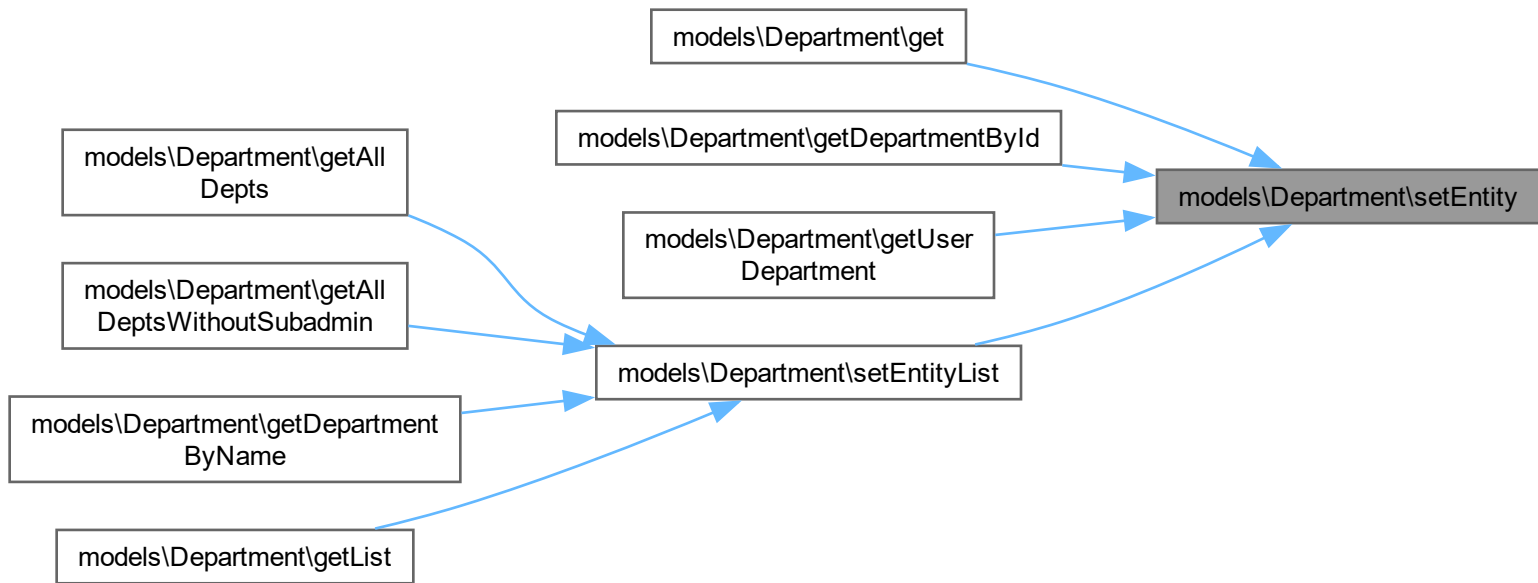 models\Department\get
models\Department\getDepartmentById
models\Department\getAll
Depts
models\Department\setEntity
models\Department\getUser
Department
models\Department\getAll
DeptsWithoutSubadmin
models\Department\setEntityList
models\Department\getDepartment
ByName
models\Department\getList